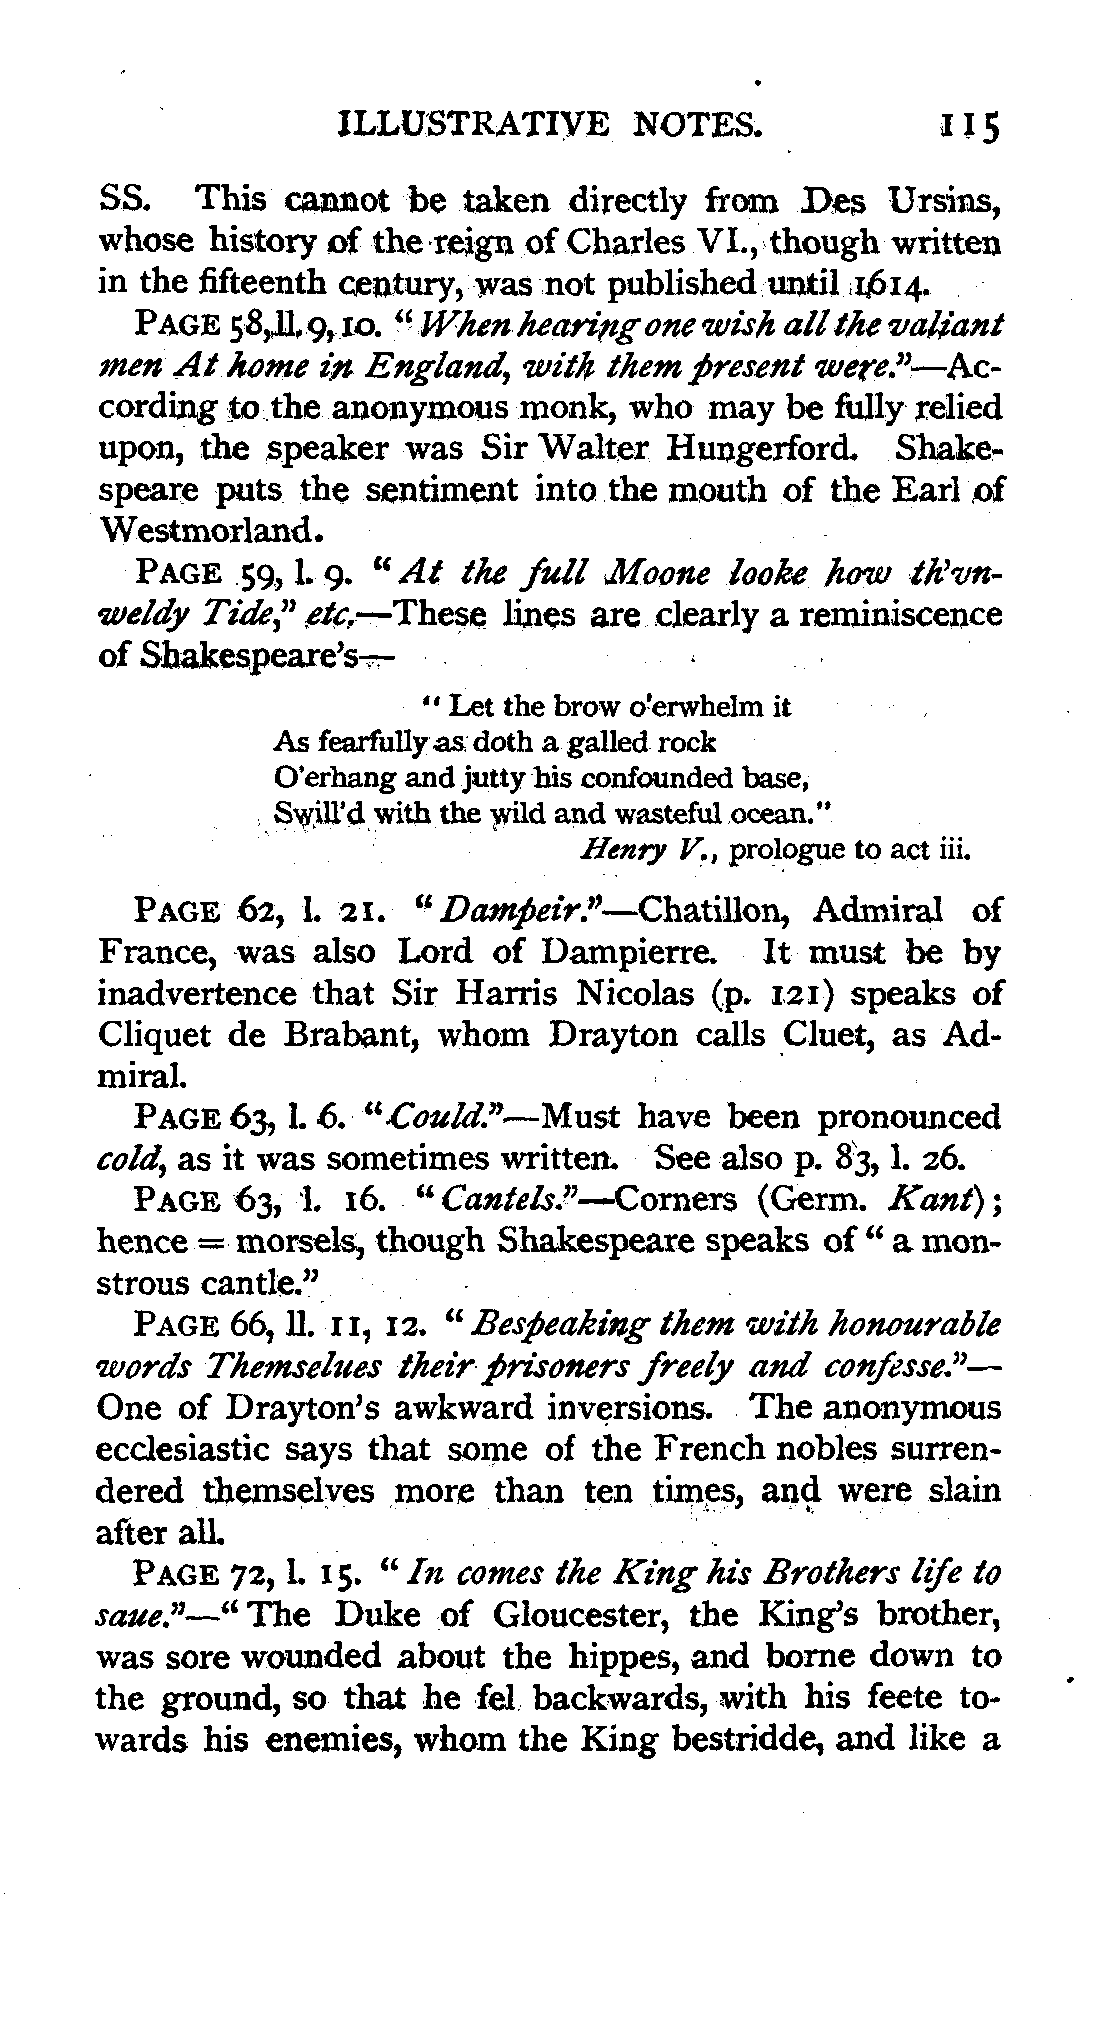 ILLUSTRATIVE NOTES. 115
SS. This cannot be taken directly from Des Ursins,
whose history of the reign of Charles VI., though written
in the fifteenth century, was not published until 1614.
PAGE 58, ll. 9, 10. "When hearing one wish all the valiant
men At home in England, with them present were."—Ac-
cording to the anonymous monk, who may be fully relied
upon, the speaker was Sir Walter Hungerford. Shake-
speare puts the sentiment into the mouth of the Earl of
Westmorland.
PAGE 59, l. 9. "At the full Moone looke how th'vn-
weldy Tide," etc.—These lines are clearly a reminiscence
of Shakespeare's—
"Let the brow o'erwhelm it
As fearfully as doth a galled rock
O'erhang and jutty his confounded base,
Swill'd with the wild and wasteful ocean."
Henry V., prologue to act iii.
PAGE 62, l. 21. "Dampeir."—Chatillon, Admiral of
France, was also Lord of Dampierre. It must be by
inadvertence that Sir Harris Nicolas (p. 121) speaks of
Cliquet de Brabant, whom Drayton calls Cluet, as Ad-
miral.
PAGE 63, l. 6. "Could."—Must have been pronounced
cold, as it was sometimes written. See also p. 83, l. 26.
PAGE 63, l. 16. "Cantels."—Corners (Germ. Kant);
hence = morsels, though Shakespeare speaks of "a mon-
strous cantle."
PAGE 66, ll. 11, 12. "Bespeaking them with honourable
words Themselues their prisoners freely and confesse."—
One of Drayton's awkward inversions. The anonymous
ecclesiastic says that some of the French nobles surren-
dered themselves more than ten times, and were slain
after all.
PAGE 72, l. 15. "In comes the King his Brothers life to
saue."—"The Duke of Gloucester, the King's brother,
was sore wounded about the hippes, and borne down to
the ground, so that he fel backwards, with his feete to-
wards his enemies, whom the King bestridde, and like a